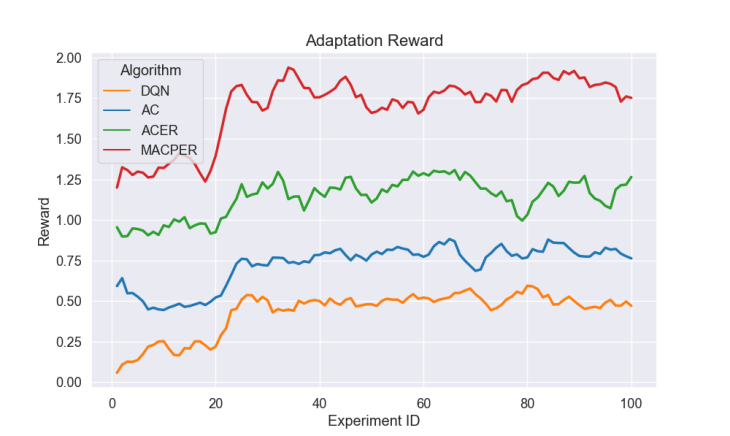 Adaptation Reward
2.00
1.75
1.50
1.25
1.00
0.75
0.50
0.25
0.00
Reward
Algorithm
DQN
AC
ACER
MACPER
0 20 40 60 80 100
Experiment ID